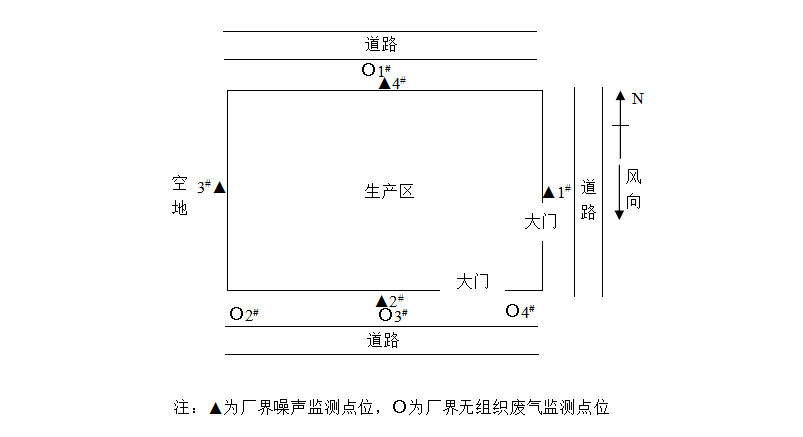 道路
O1#
▲4#
N
空地
3#▲
生产区
▲1#
道路
风向
大门
大门
▲2#
O2#
O3#
O4#
道路
注：▲为厂界噪声监测点位，O为厂界无组织废气监测点位